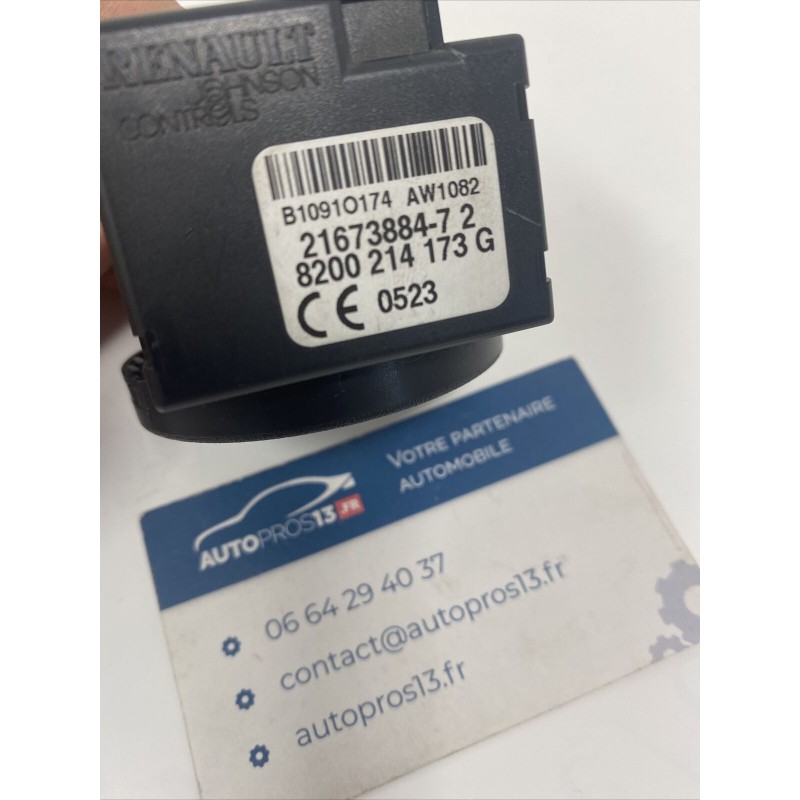 RENAULT
JOHNSON
CONTROLS
B1091O174 AW1082
21673884-7 2
8200 214 173 G
CE 0523
VOTRE PARTENAIRE
AUTOMOBILE
AUTOPROS13.FR
06 64 29 40 37
contact@autopros13.fr
autopros13.fr